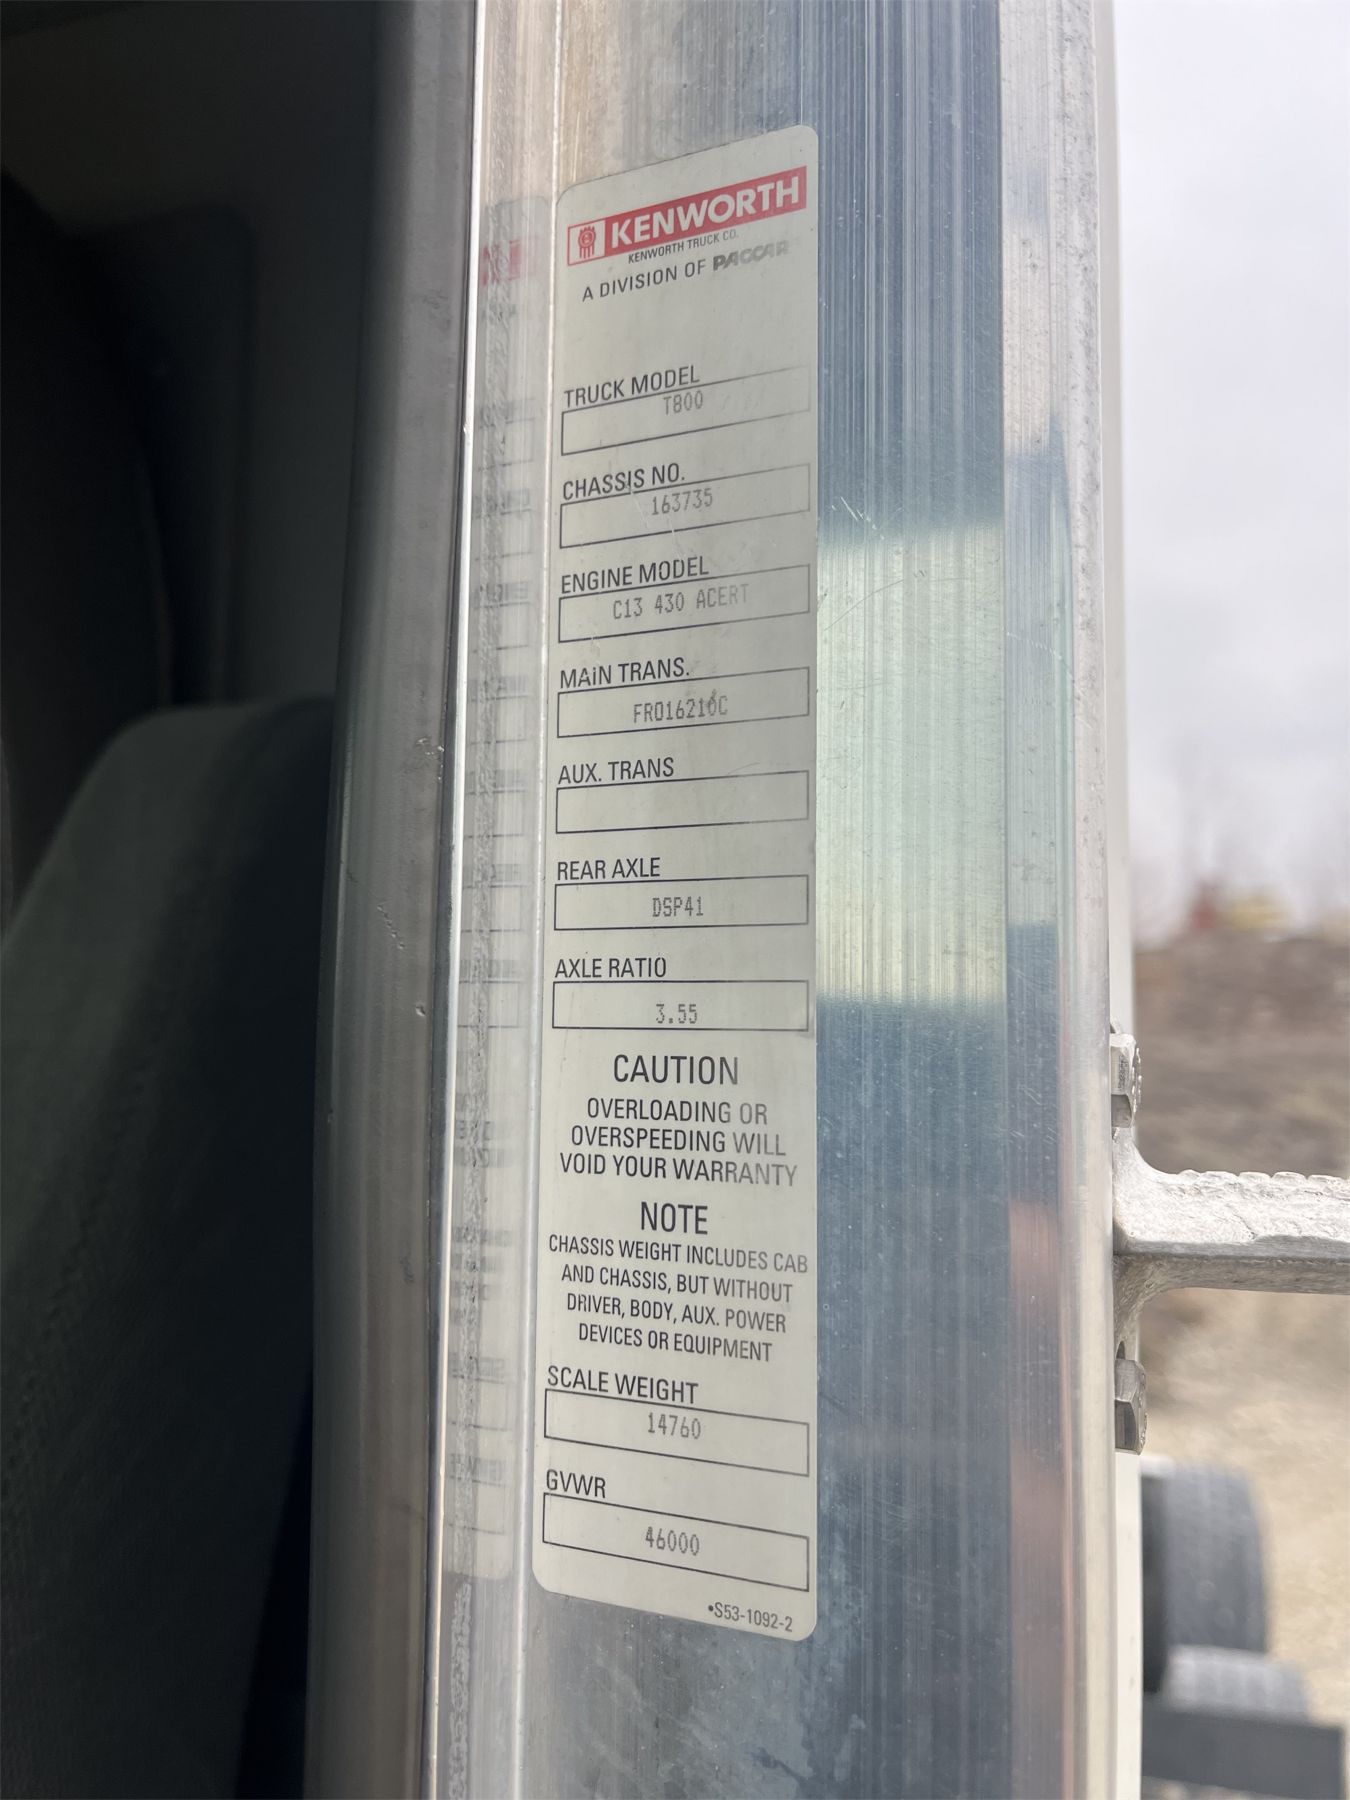 KENWORTH
KENWORTH TRUCK CO.
A DIVISION OF PACCAR
TRUCK MODEL
T800
CHASSIS NO.
163735
ENGINE MODEL
C13 430 ACERT
MAIN TRANS.
FRO16210C
AUX. TRANS
REAR AXLE
DSP41
AXLE RATIO
3.55
CAUTION
OVERLOADING OR
OVERSPEEDING WILL
VOID YOUR WARRANTY
NOTE
CHASSIS WEIGHT INCLUDES CAB
AND CHASSIS, BUT WITHOUT
DRIVER, BODY, AUX. POWER
DEVICES OR EQUIPMENT
SCALE WEIGHT
14760
GVWR
46000
•S53-1092-2